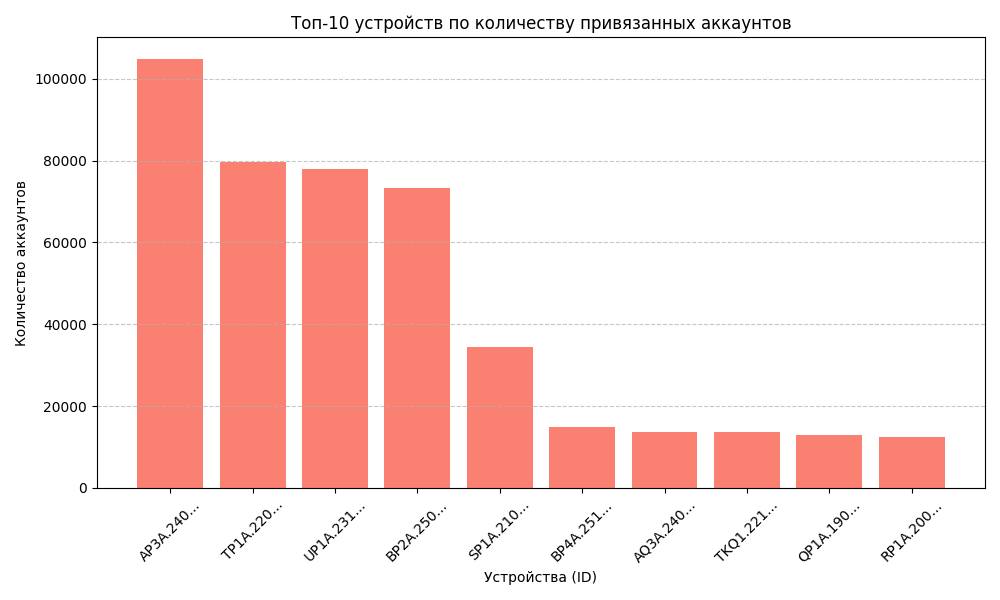 Топ-10 устройств по количеству привязанных аккаунтов
Количество аккаунтов
100000
80000
60000
40000
20000
0
AP3A.240...
TP1A.220...
UP1A.231...
BP2A.250...
SP1A.210...
BP4A.251...
AQ3A.240...
TKQ1.221...
QP1A.190...
RP1A.200...
Устройства (ID)